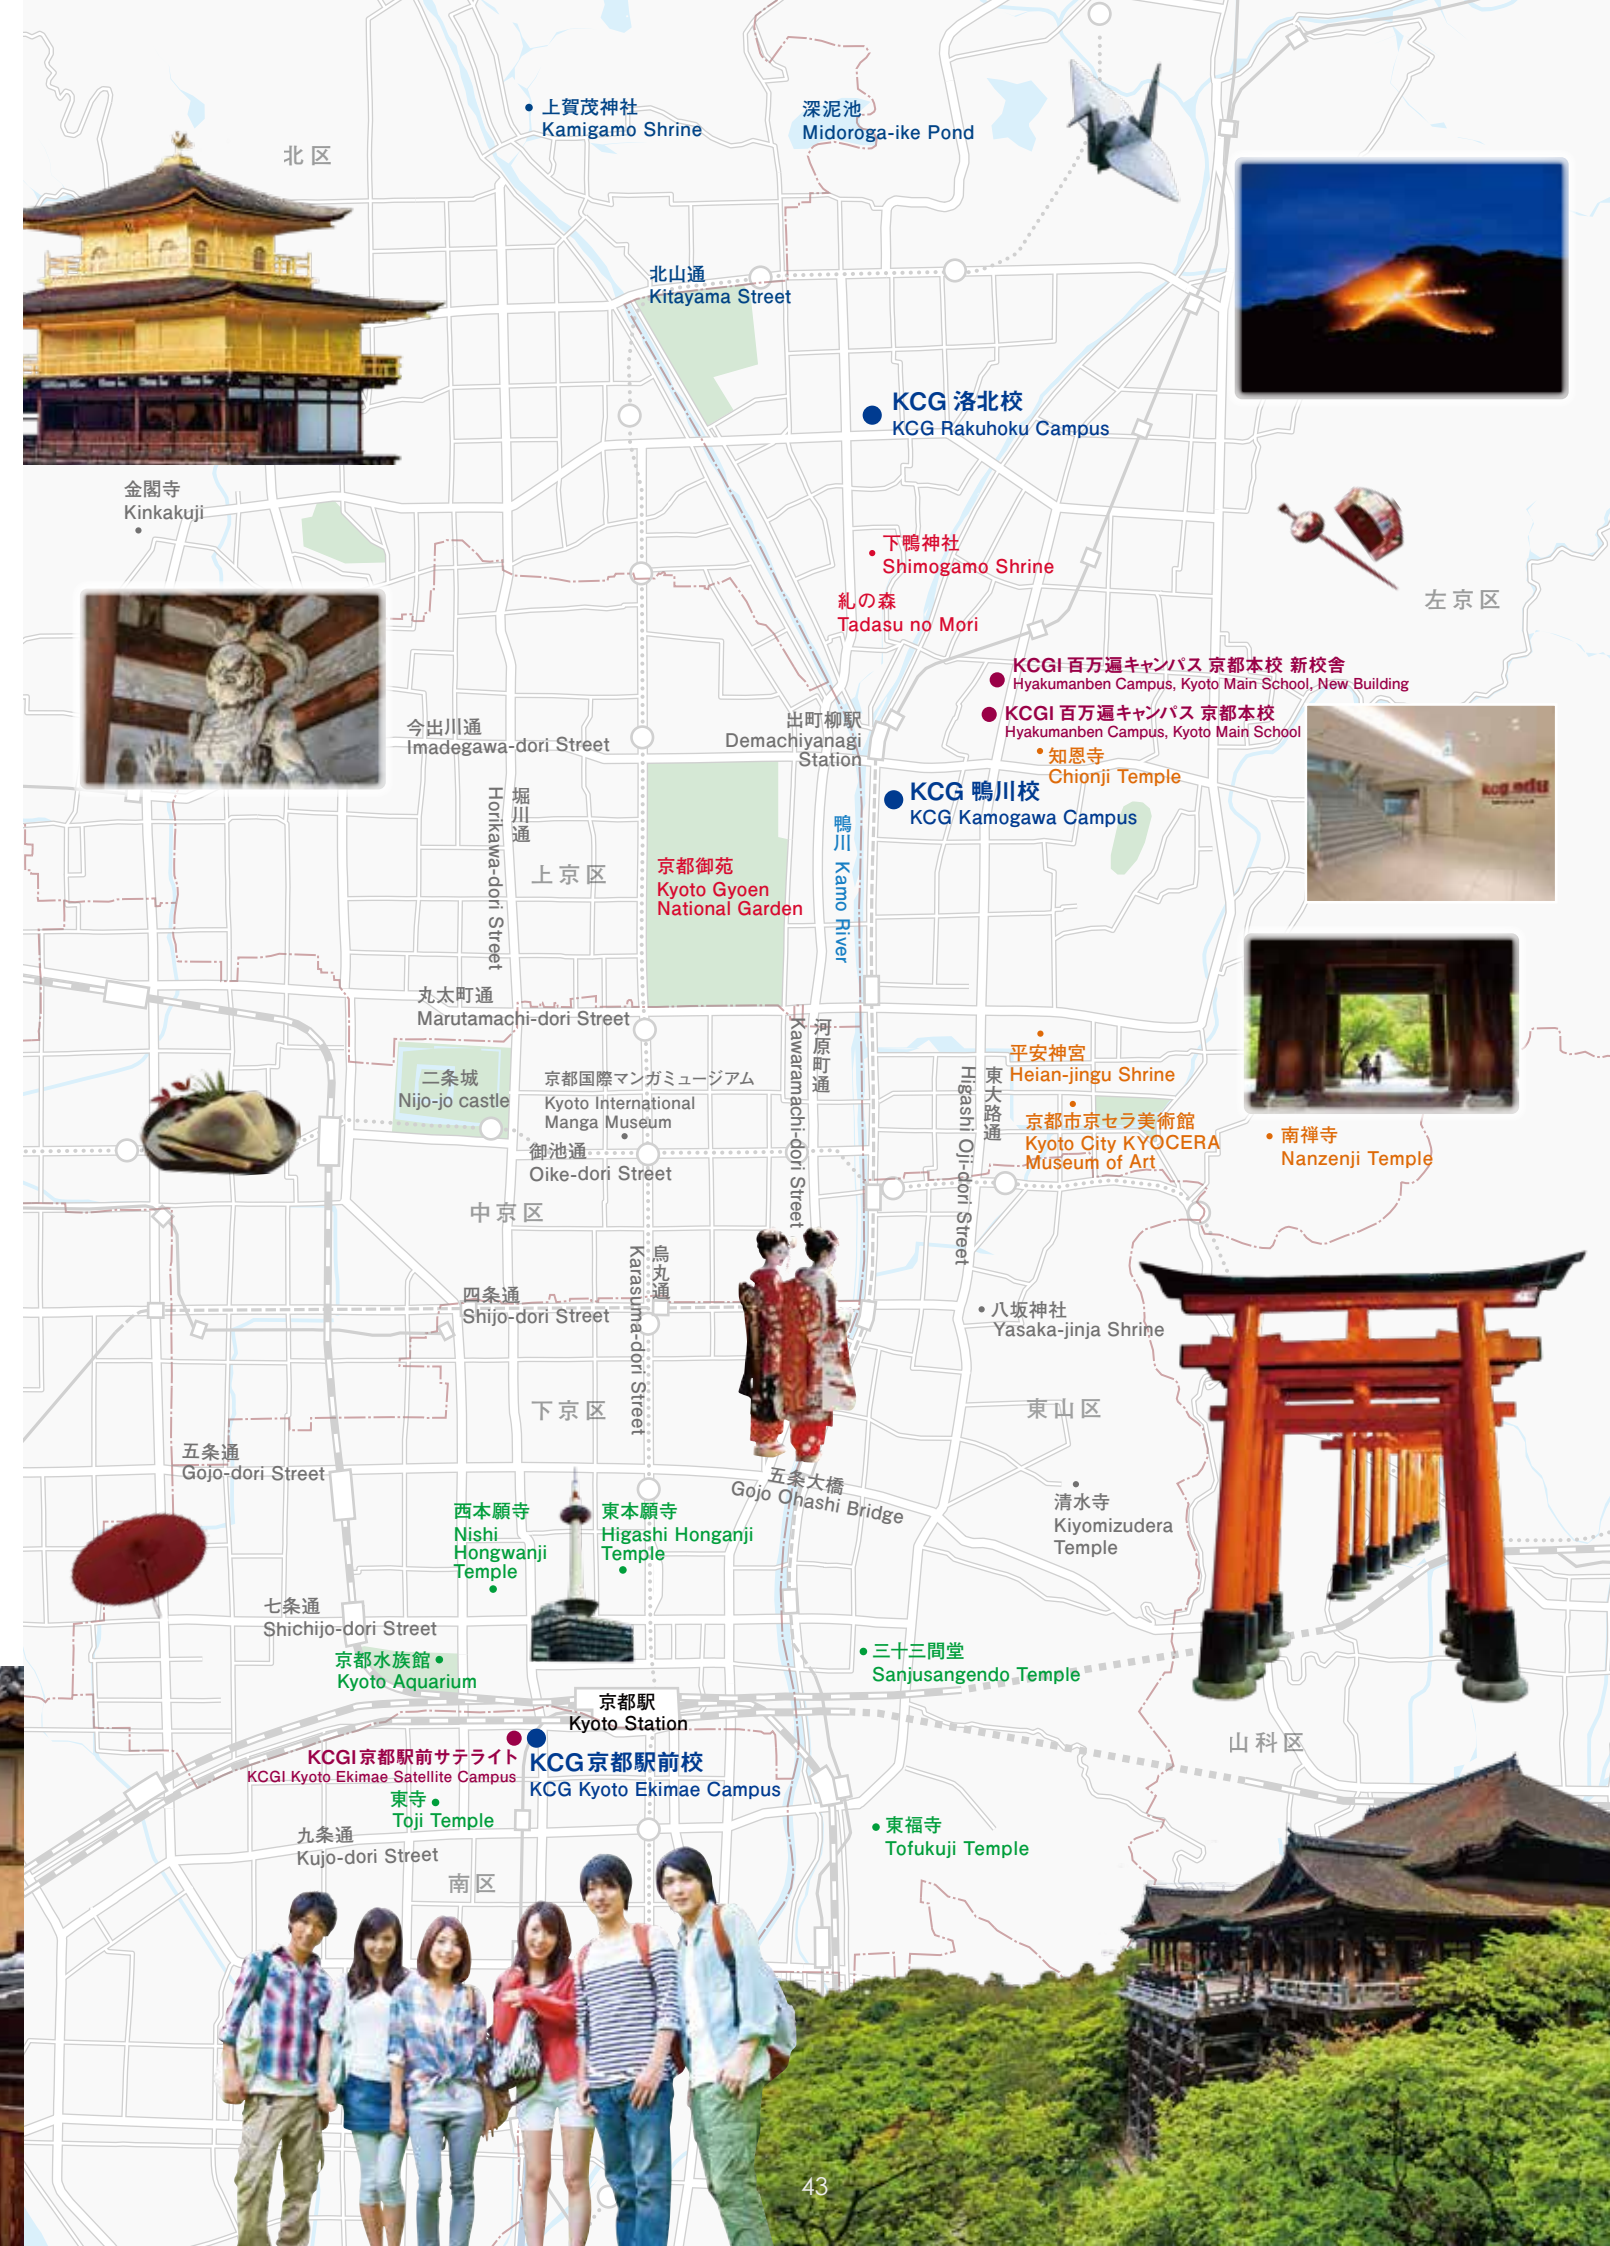 上賀茂神社
Kamigamo Shrine
深泥池
Midoroga-ike Pond
北区
北山通
Kitayama Street
KCG 洛北校
KCG Rakuhoku Campus
金閣寺
Kinkakuji
下鴨神社
Shimogamo Shrine
左京区
糺の森
Tadasu no Mori
KCGI 百万遍キャンパス 京都本校 新校舎
Hyakumanben Campus, Kyoto Main School, New Building
KCGI 百万遍キャンパス 京都本校
Hyakumanben Campus, Kyoto Main School
今出川通
Imadegawa-dori Street
出町柳駅
Demachiyanagi
Station
知恩寺
Chionji Temple
KCG 鴨川校
KCG Kamogawa Campus
kcg.edu
堀川通
Horikawa-dori Street
上京区
京都御苑
Kyoto Gyoen
National Garden
鴨川 Kamo River
丸太町通
Marutamachi-dori Street
河原町通
Kawaramachi-dori Street
東大路通
Higashi Oji-dori Street
平安神宮
Heian-jingu Shrine
二条城
Nijo-jo castle
京都国際マンガミュージアム
Kyoto International
Manga Museum
京都市京セラ美術館
Kyoto City KYOCERA
Museum of Art
南禅寺
Nanzenji Temple
御池通
Oike-dori Street
中京区
烏丸通
Karasuma-dori Street
四条通
Shijo-dori Street
八坂神社
Yasaka-jinja Shrine
下京区
東山区
五条通
Gojo-dori Street
五条大橋
Gojo Ohashi Bridge
清水寺
Kiyomizudera
Temple
西本願寺
Nishi
Hongwanji
Temple
東本願寺
Higashi Honganji
Temple
七条通
Shichijo-dori Street
京都水族館
Kyoto Aquarium
三十三間堂
Sanjusangendo Temple
京都駅
Kyoto Station
山科区
KCGI京都駅前サテライト
KCGI Kyoto Ekimae Satellite Campus
KCG京都駅前校
KCG Kyoto Ekimae Campus
東寺
Toji Temple
東福寺
Tofukuji Temple
九条通
Kujo-dori Street
南区
43